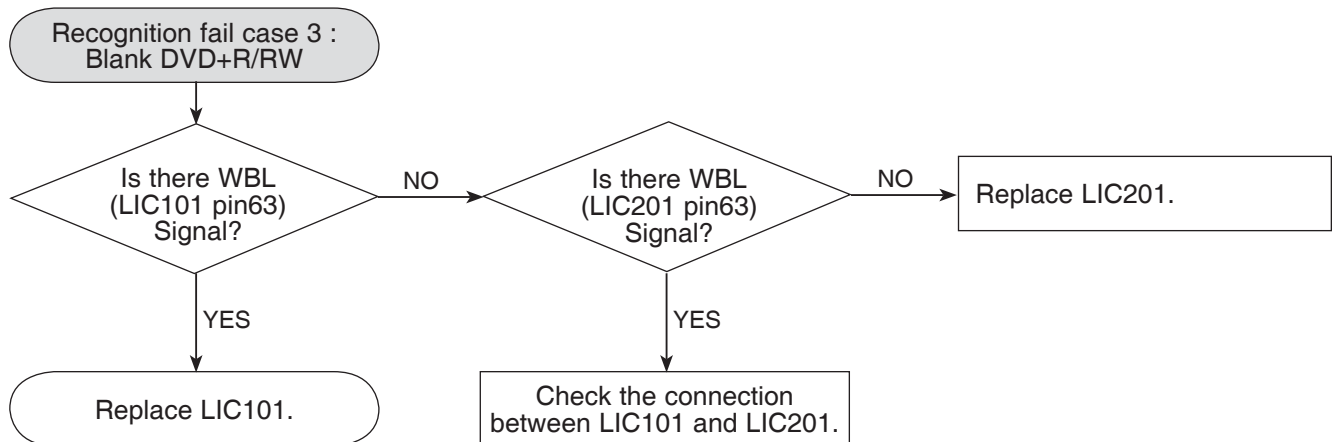 Recognition fail case 3 :
Blank DVD+R/RW
Is there WBL
(LIC101 pin63)
Signal?
NO
Is there WBL
(LIC201 pin63)
Signal?
NO
Replace LIC201.
YES
YES
Replace LIC101.
Check the connection
between LIC101 and LIC201.